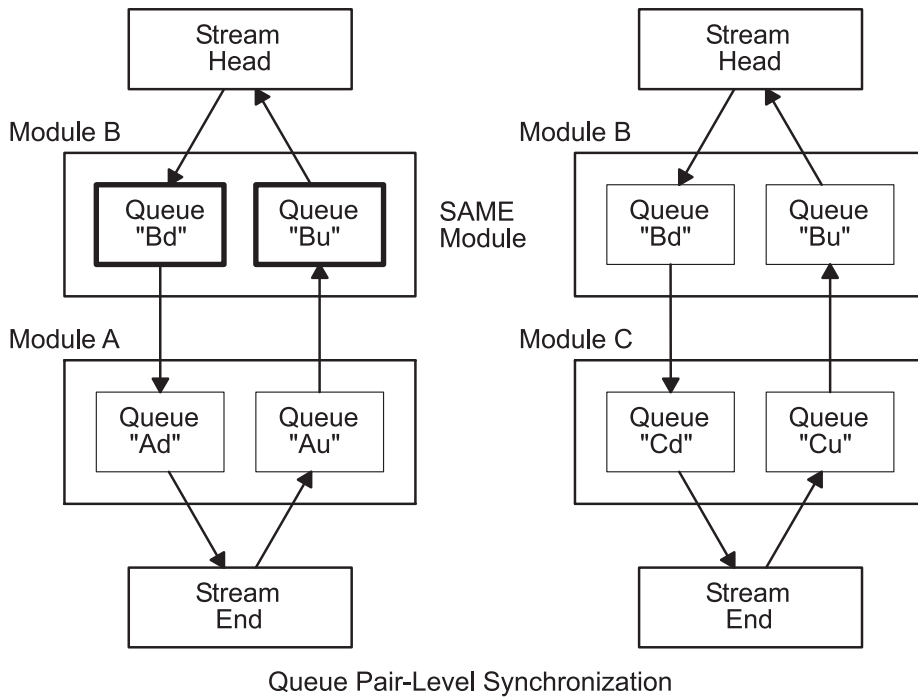 Stream
Head
Stream
Head
Module B
Module B
Queue
"Bd"
Queue
"Bu"
SAME
Module
Queue
"Bd"
Queue
"Bu"
Module A
Module C
Queue
"Ad"
Queue
"Au"
Queue
"Cd"
Queue
"Cu"
Stream
End
Stream
End
Queue Pair-Level Synchronization